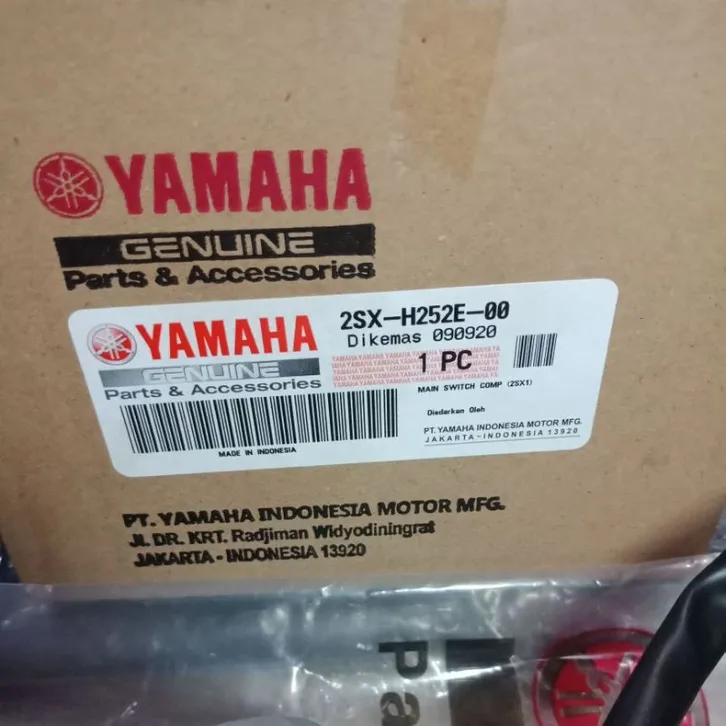 YAMAHA
GENUINE
Parts & Accessories
YAMAHA
GENUINE
Parts & Accessories
MADE IN INDONESIA
2SX-H252E-00
Dikemas 090920
1 PC
MAIN SWITCH COMP (2SX1)
Diedarkan Oleh
PT. YAMAHA INDONESIA MOTOR MFG.
JAKARTA-INDONESIA 13920
PT. YAMAHA INDONESIA MOTOR MFG.
JL. DR. KRT. Radjiman Widyodiningrat
JAKARTA - INDONESIA 13920
Pa